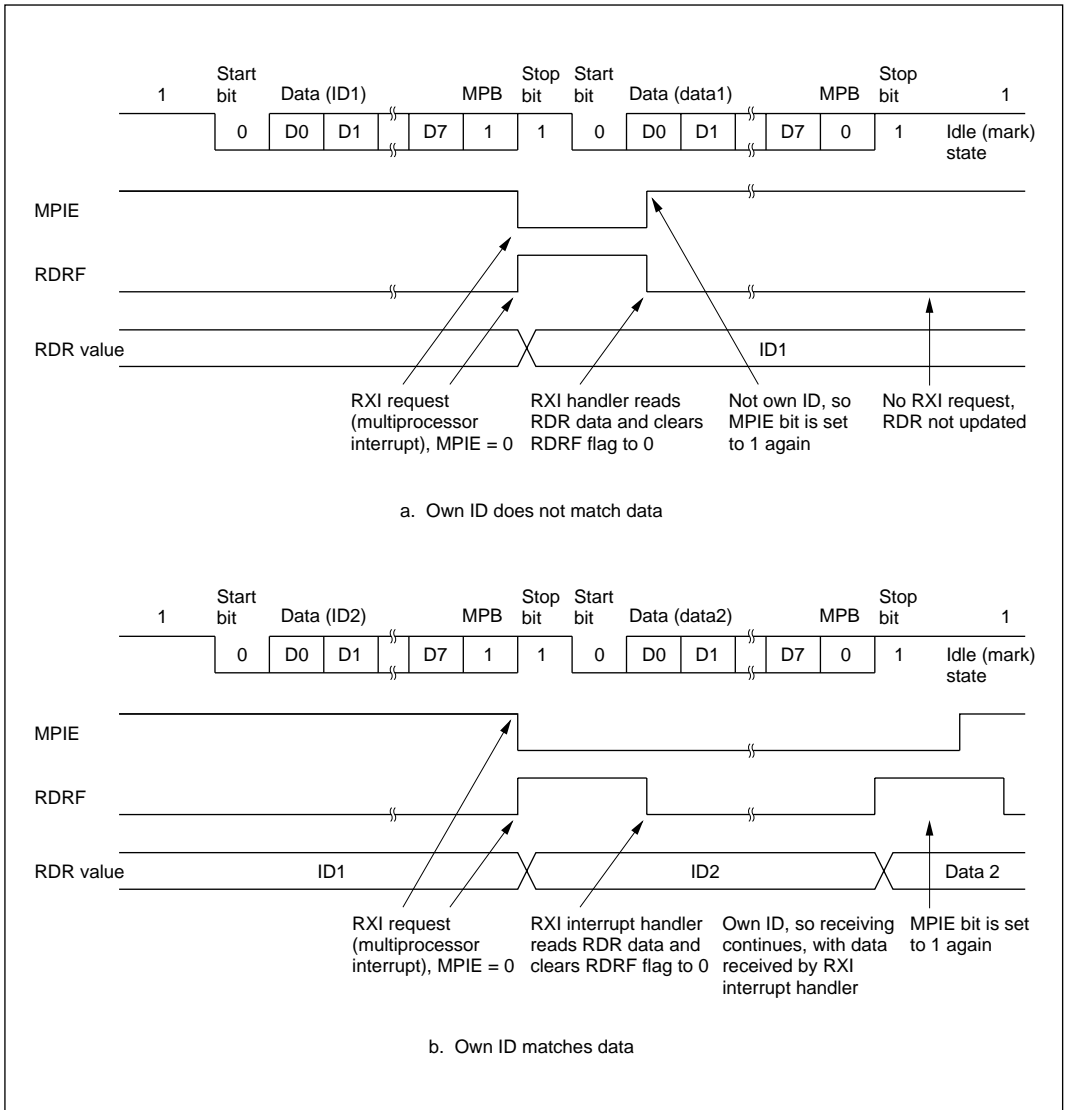 Start bit
Stop bit
Start bit
Stop bit
1 Data (ID1) MPB Data (data1) MPB 1
0 D0 D1 D7 1 1 0 D0 D1 D7 0 1 Idle (mark) state
MPIE
RDRF
RDR value ID1
RXI request (multiprocessor interrupt), MPIE = 0
RXI handler reads RDR data and clears RDRF flag to 0
Not own ID, so MPIE bit is set to 1 again
No RXI request, RDR not updated
a. Own ID does not match data
Start bit
Stop bit
Start bit
Stop bit
1 Data (ID2) MPB Data (data2) MPB 1
0 D0 D1 D7 1 1 0 D0 D1 D7 0 1 Idle (mark) state
MPIE
RDRF
RDR value ID1 ID2 Data 2
RXI request (multiprocessor interrupt), MPIE = 0
RXI interrupt handler reads RDR data and clears RDRF flag to 0
Own ID, so receiving continues, with data received by RXI interrupt handler
MPIE bit is set to 1 again
b. Own ID matches data